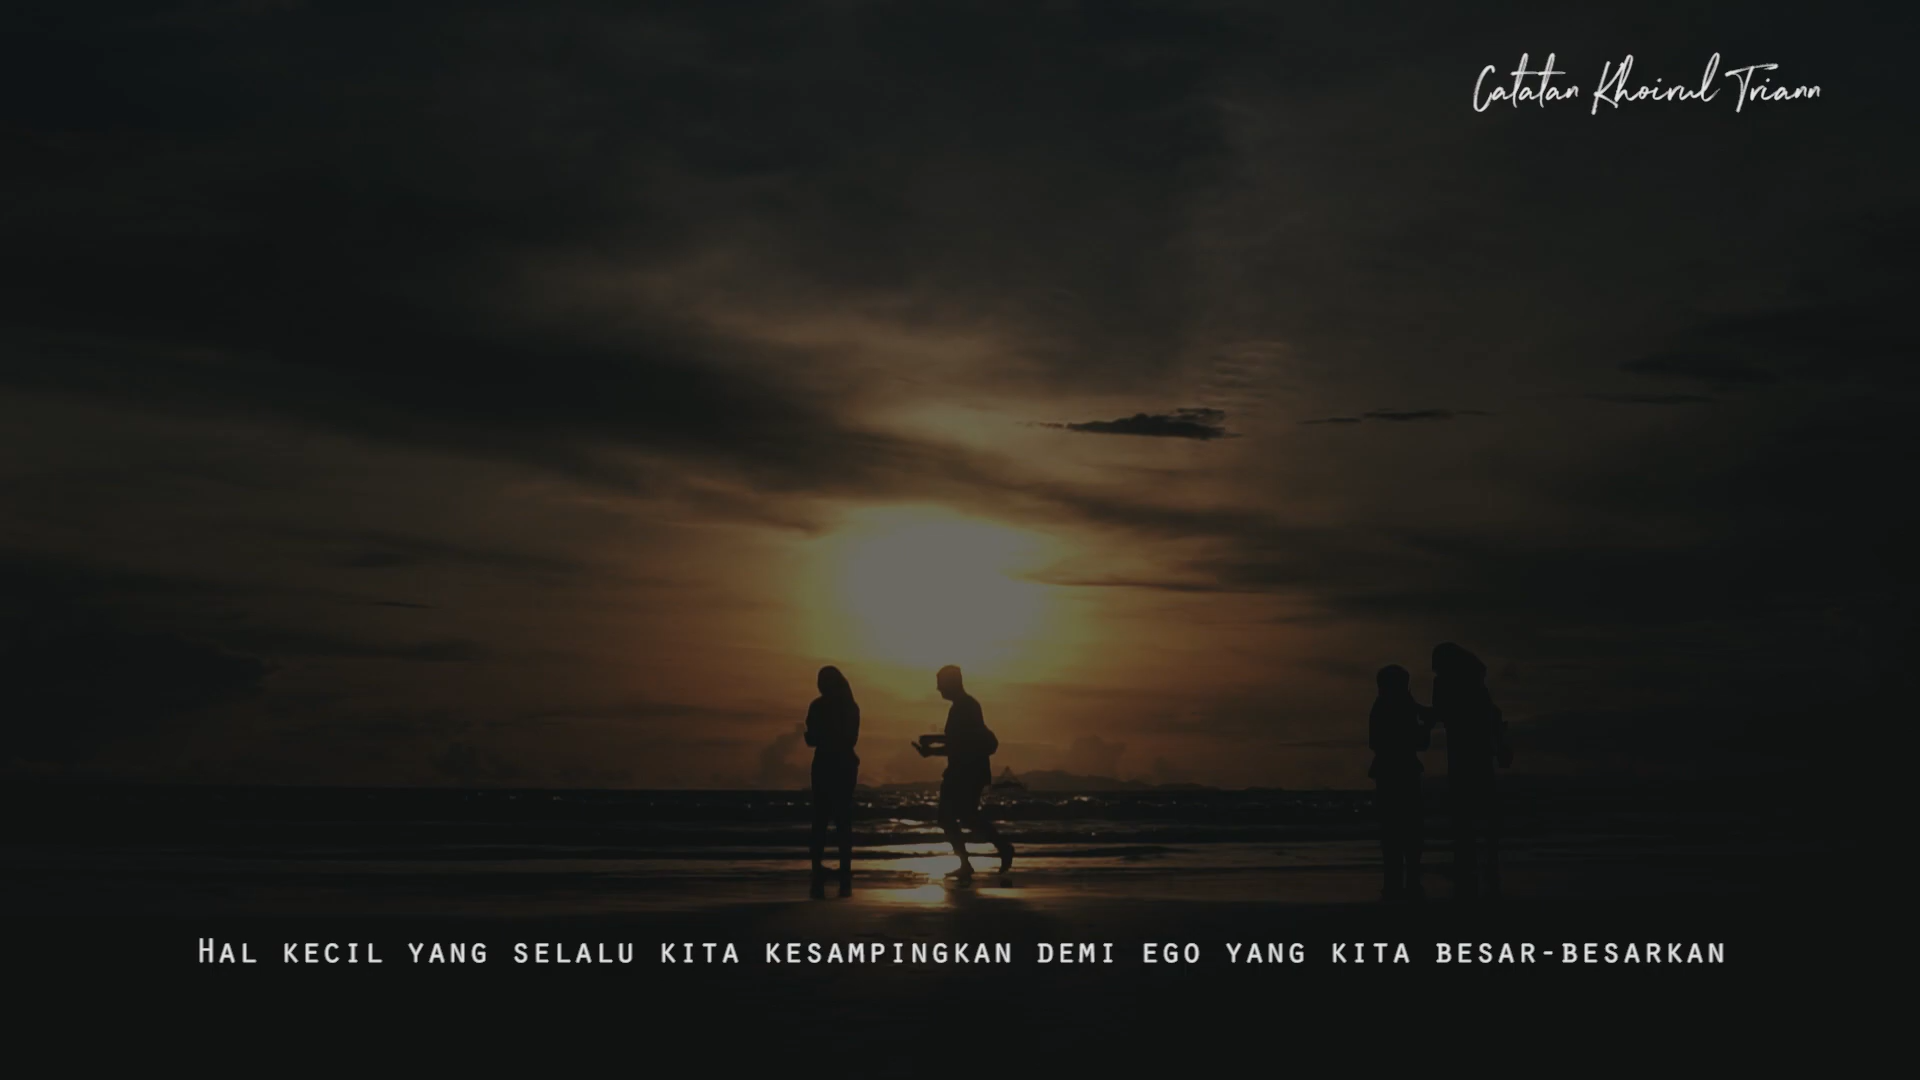 Catatan Khoirul Triann
Hal kecil yang selalu kita kesampingkan demi ego yang kita besar-besarkan